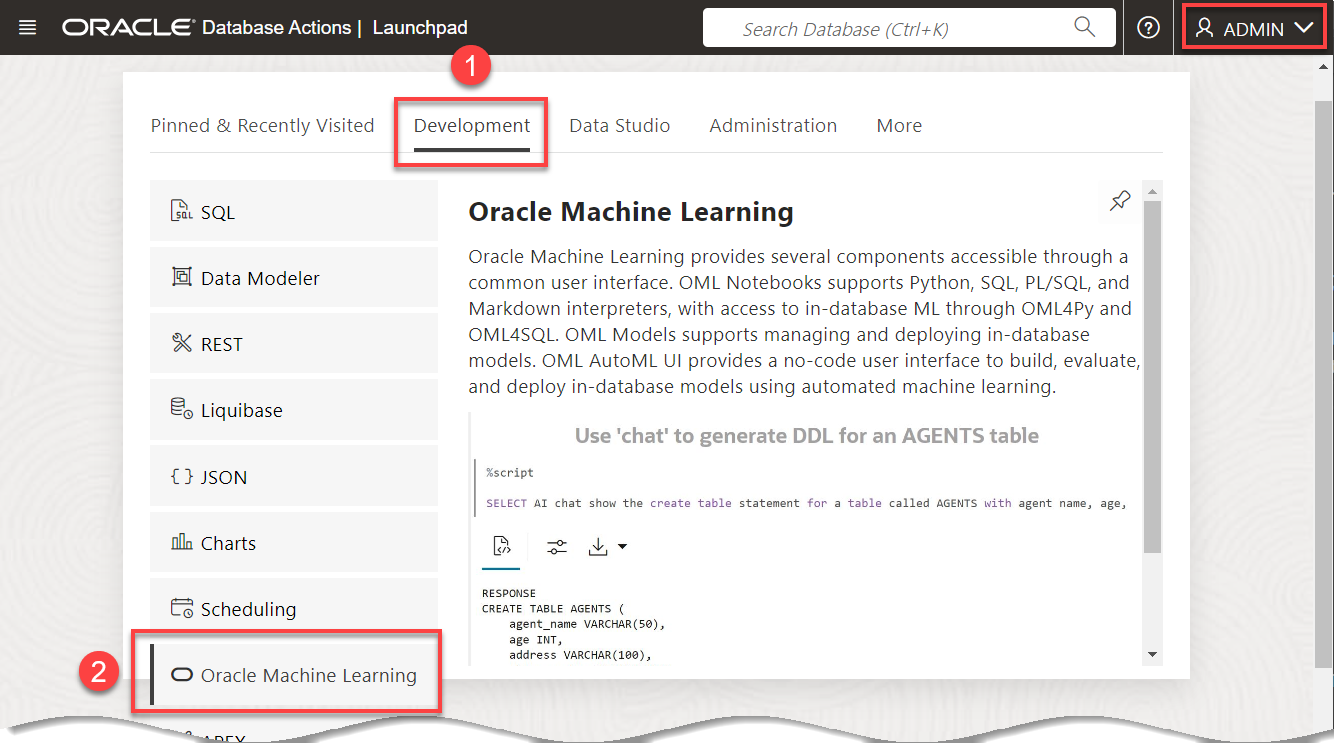 ORACLE Database Actions | Launchpad
Search Database (Ctrl+K)
ADMIN
1
Pinned & Recently Visited
Development
Data Studio
Administration
More
SQL
Data Modeler
REST
Liquibase
JSON
Charts
Scheduling
2
Oracle Machine Learning
APEX
Oracle Machine Learning
Oracle Machine Learning provides several components accessible through a
common user interface. OML Notebooks supports Python, SQL, PL/SQL, and
Markdown interpreters, with access to in-database ML through OML4Py and
OML4SQL. OML Models supports managing and deploying in-database
models. OML AutoML UI provides a no-code user interface to build, evaluate,
and deploy in-database models using automated machine learning.
Use 'chat' to generate DDL for an AGENTS table
%script
SELECT AI chat show the create table statement for a table called AGENTS with agent name, age,
RESPONSE
CREATE TABLE AGENTS (
agent_name VARCHAR(50),
age INT,
address VARCHAR(100),